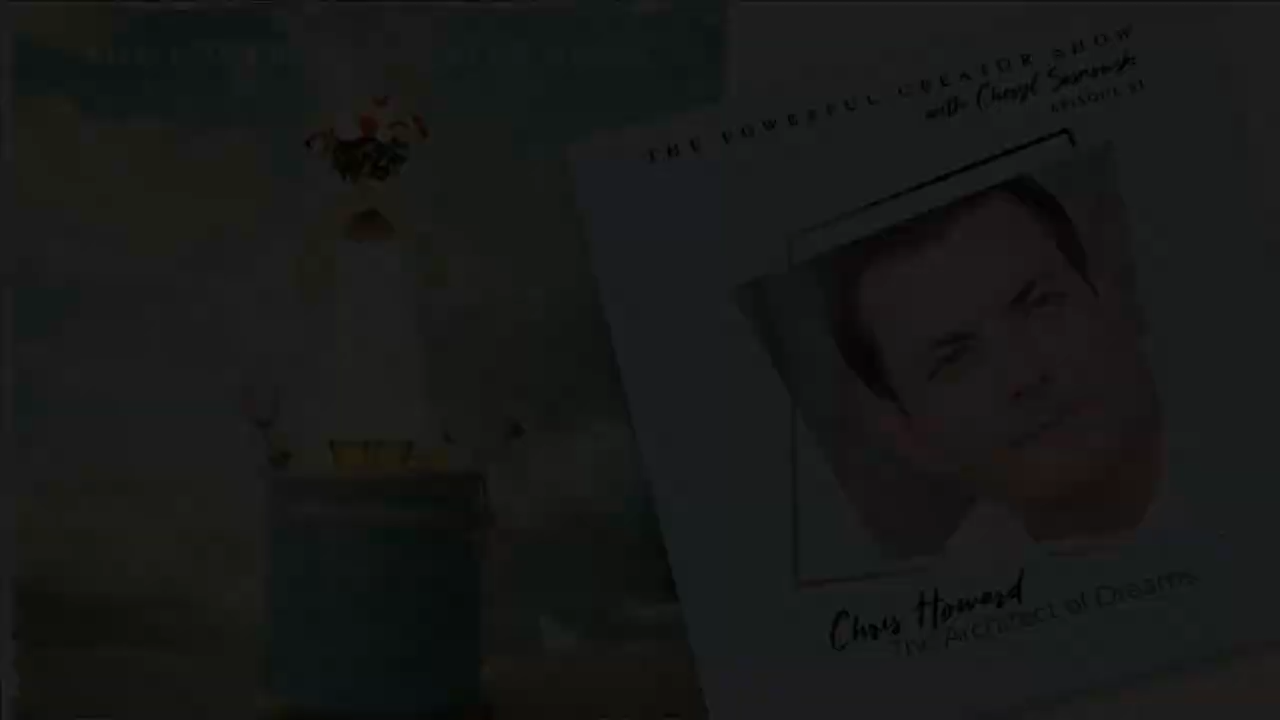 THE POWERFUL CREATOR SHOW
with Cheryl Sosnowski
Chris Howard
The Architect of Dreams